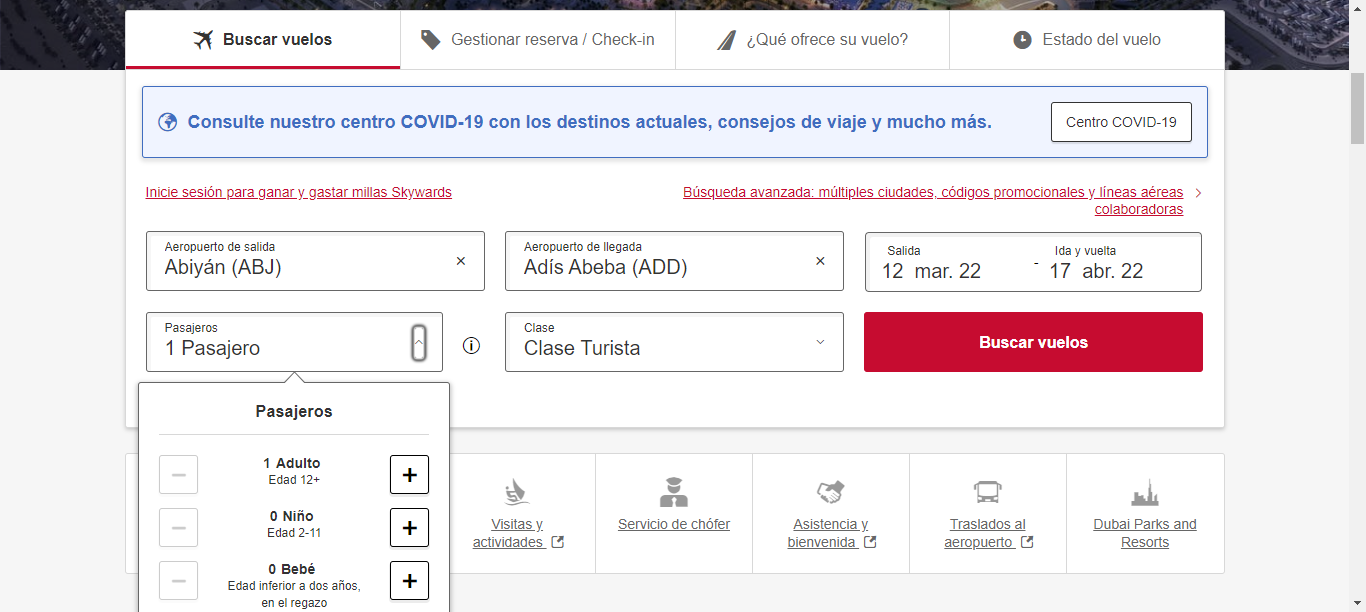 Buscar vuelos
Gestionar reserva / Check-in
¿Qué ofrece su vuelo?
Estado del vuelo
Consulte nuestro centro COVID-19 con los destinos actuales, consejos de viaje y mucho más.
Centro COVID-19
Inicie sesión para ganar y gastar millas Skywards
Búsqueda avanzada: múltiples ciudades, códigos promocionales y líneas aéreas
colaboradoras
Aeropuerto de salida
Abiyán (ABJ)
Aeropuerto de llegada
Adís Abeba (ADD)
Salida
12 mar. 22
-
Ida y vuelta
17 abr. 22
Pasajeros
1 Pasajero
Clase
Clase Turista
Buscar vuelos
Pasajeros
1 Adulto
Edad 12+
0 Niño
Edad 2-11
0 Bebé
Edad inferior a dos años,
en el regazo
Visitas y
actividades
Servicio de chófer
Asistencia y
bienvenida
Traslados al
aeropuerto
Dubai Parks and
Resorts